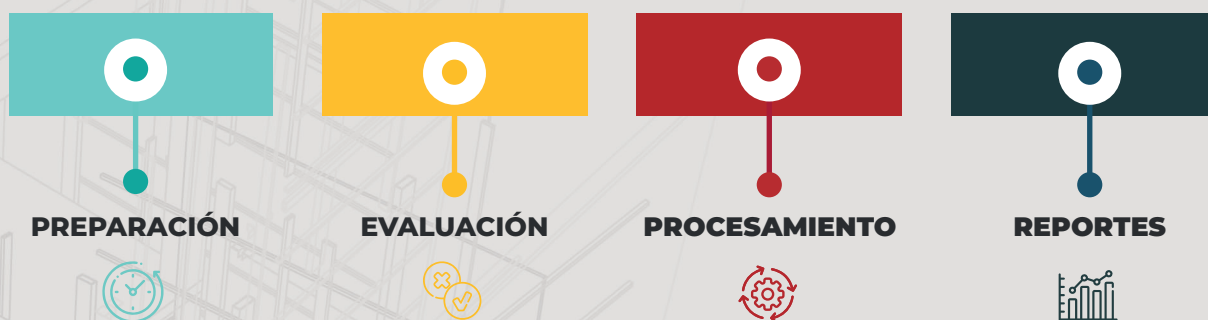 PREPARACIÓN
EVALUACIÓN
PROCESAMIENTO
REPORTES